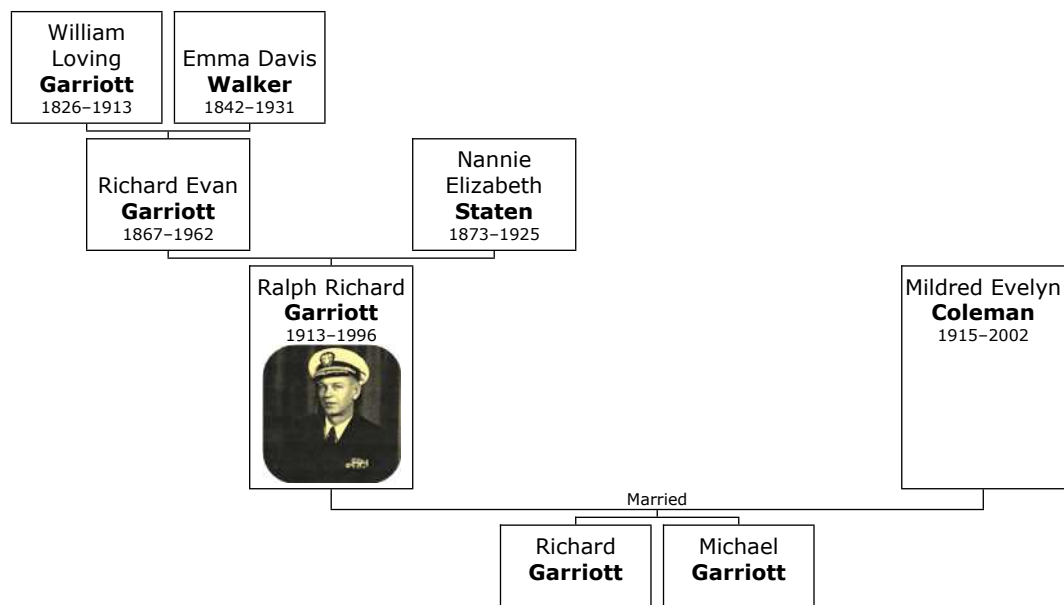 William
Loving
Garriott
1826–1913
Emma Davis
Walker
1842–1931
Richard Evan
Garriott
1867–1962
Nannie
Elizabeth
Staten
1873–1925
Ralph Richard
Garriott
1913–1996
Mildred Evelyn
Coleman
1915–2002
Married
Richard
Garriott
Michael
Garriott